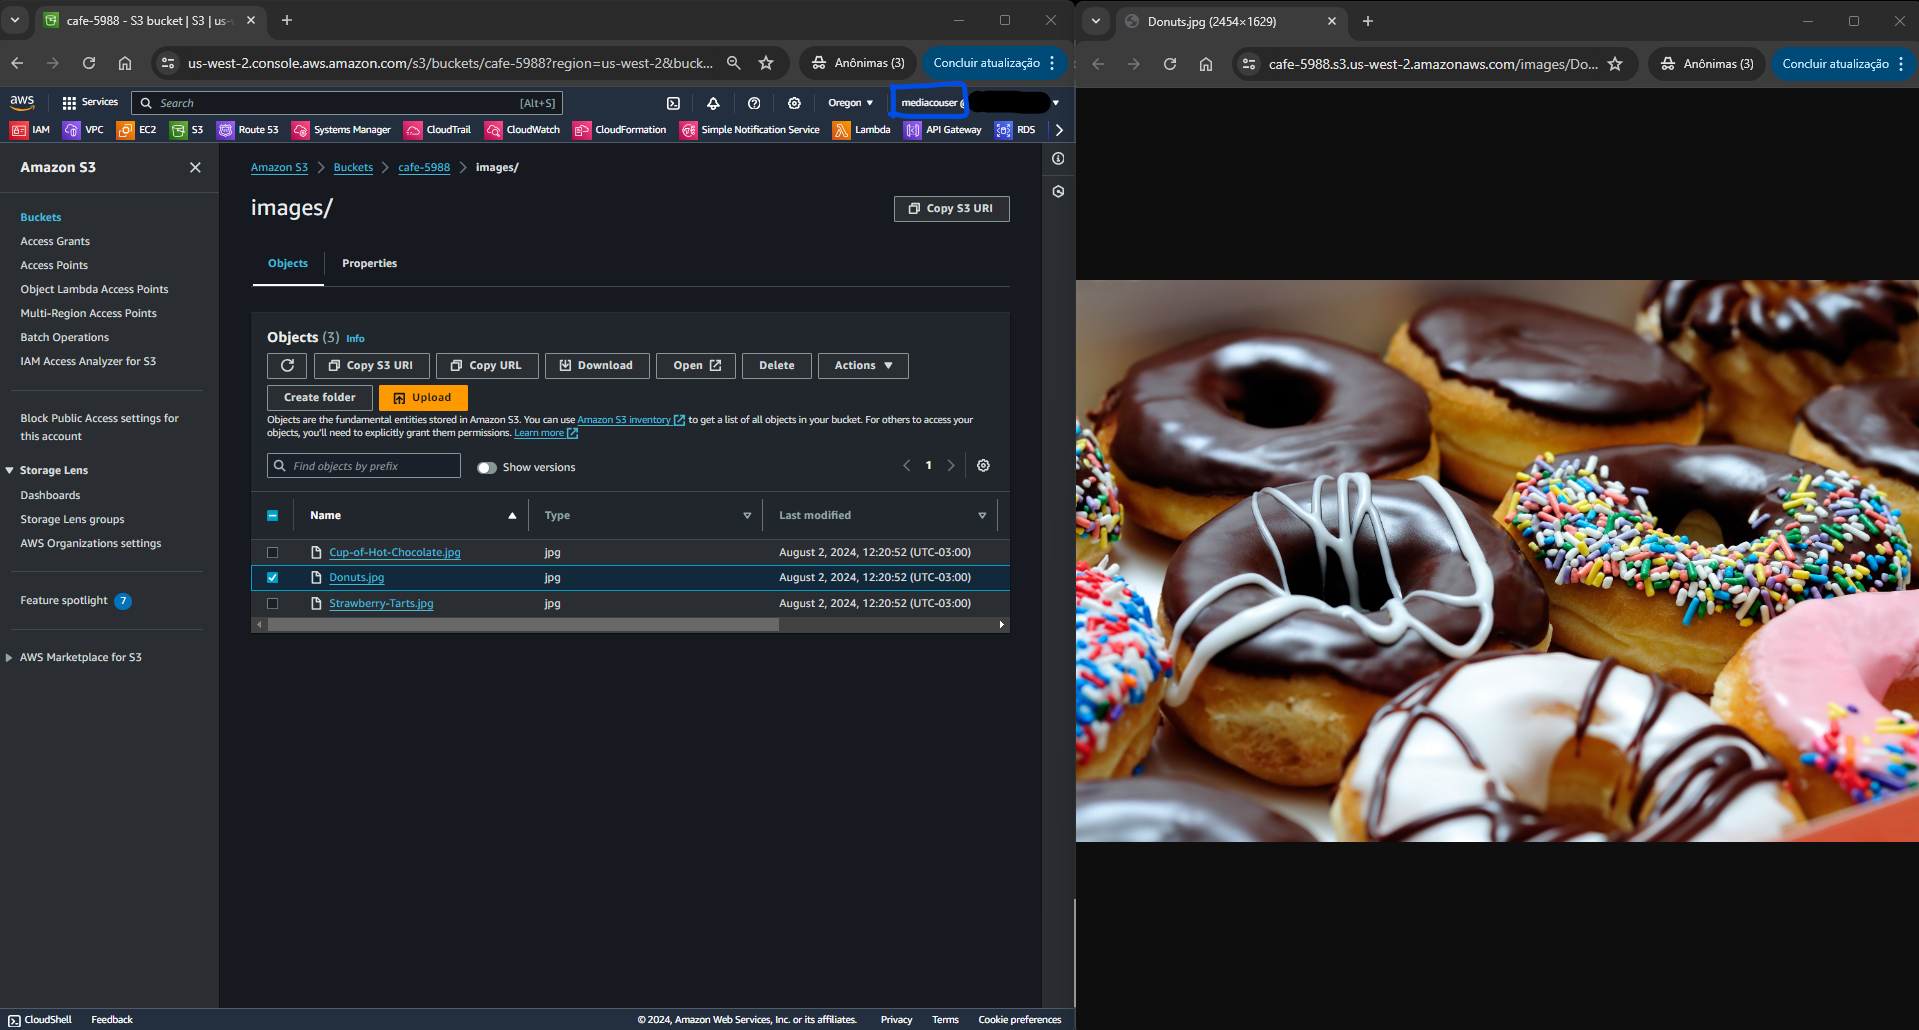 cafe-5988 - S3 bucket | S3 | us-
us-west-2.console.aws.amazon.com/s3/buckets/cafe-5988?region=us-west-2&buck...
Anônimas (3)
Concluir atualização
aws
Services
Search
[Alt+S]
Oregon
mediacouser@
IAM
VPC
EC2
S3
Route 53
Systems Manager
CloudTrail
CloudWatch
CloudFormation
Simple Notification Service
Lambda
API Gateway
RDS
Amazon S3
Buckets
Access Grants
Access Points
Object Lambda Access Points
Multi-Region Access Points
Batch Operations
IAM Access Analyzer for S3
Block Public Access settings for
this account
Storage Lens
Dashboards
Storage Lens groups
AWS Organizations settings
Feature spotlight 7
AWS Marketplace for S3
Amazon S3
Buckets
cafe-5988
images/
images/
Copy S3 URI
Objects
Properties
Objects (3) Info
Copy S3 URI
Copy URL
Download
Open
Delete
Actions
Create folder
Upload
Objects are the fundamental entities stored in Amazon S3. You can use Amazon S3 inventory to get a list of all objects in your bucket. For others to access your
objects, you'll need to explicitly grant them permissions. Learn more
Find objects by prefix
Show versions
1
Name
Type
Last modified
Cup-of-Hot-Chocolate.jpg jpg August 2, 2024, 12:20:52 (UTC-03:00)
Donuts.jpg jpg August 2, 2024, 12:20:52 (UTC-03:00)
Strawberry-Tarts.jpg jpg August 2, 2024, 12:20:52 (UTC-03:00)
CloudShell
Feedback
© 2024, Amazon Web Services, Inc. or its affiliates.
Privacy
Terms
Cookie preferences
Donuts.jpg (2454×1629)
cafe-5988.s3.us-west-2.amazonaws.com/images/Do...
Anônimas (3)
Concluir atualização